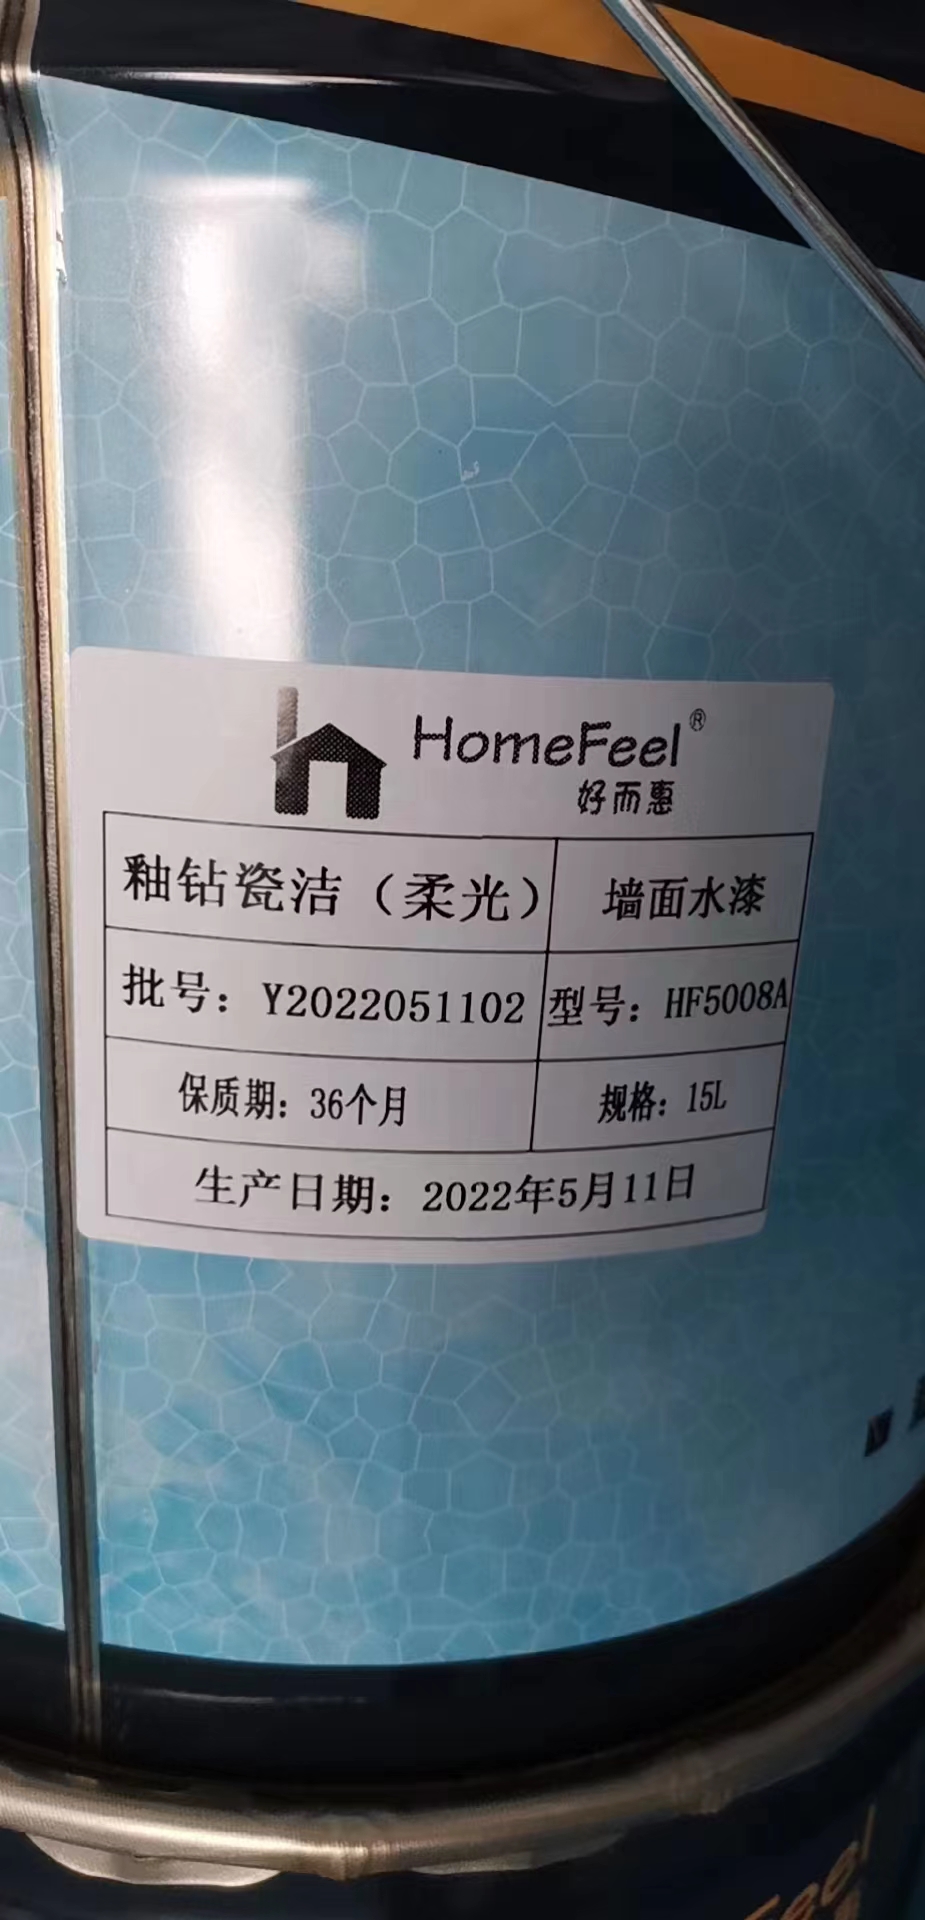 HomeFeel®
好而惠
釉钻瓷洁（柔光） 墙面水漆
批号：Y2022051102 型号：HF5008A
保质期：36个月 规格：15L
生产日期：2022年5月11日
Feel